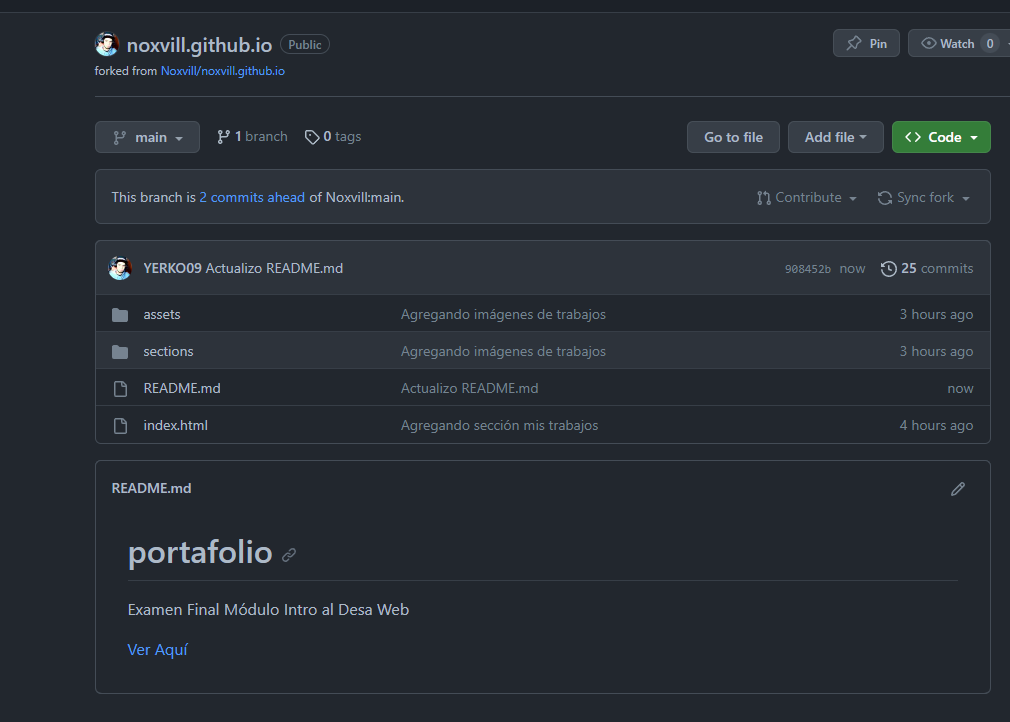 noxvill.github.io Public Pin Watch 0
forked from Noxvill/noxvill.github.io
main 1 branch 0 tags Go to file Add file Code
This branch is 2 commits ahead of Noxvill:main. Contribute Sync fork
YERKO09 Actualizo README.md 908452b now 25 commits
assets Agregando imágenes de trabajos 3 hours ago
sections Agregando imágenes de trabajos 3 hours ago
README.md Actualizo README.md now
index.html Agregando sección mis trabajos 4 hours ago
README.md
portafolio
Examen Final Módulo Intro al Desa Web
Ver Aquí